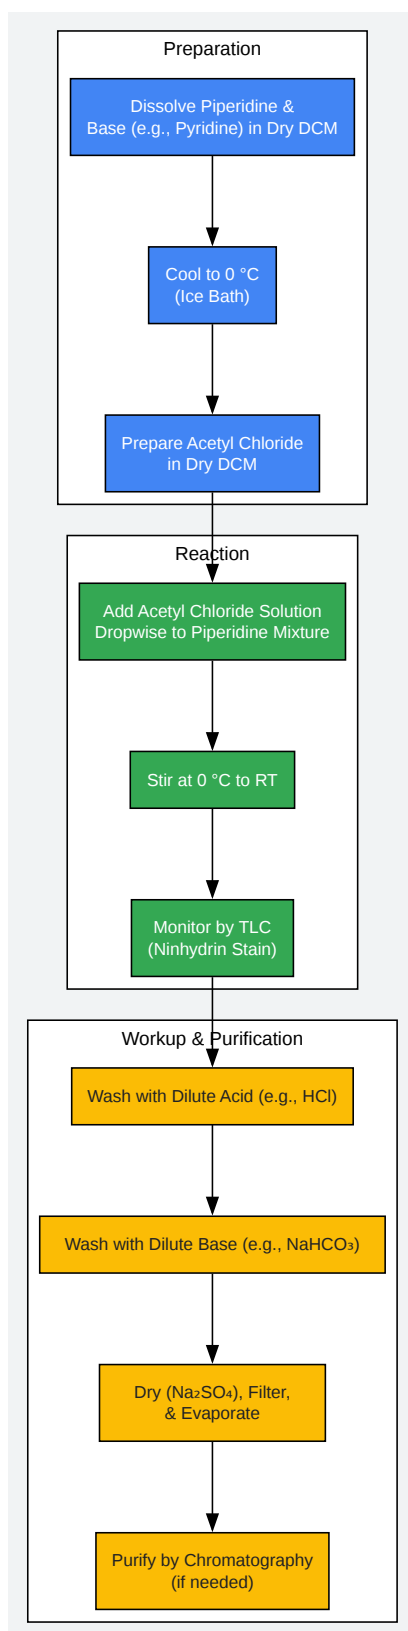 Preparation
Dissolve Piperidine &
Base (e.g., Pyridine) in Dry DCM
Cool to 0 °C
(Ice Bath)
Prepare Acetyl Chloride
in Dry DCM
Reaction
Add Acetyl Chloride Solution
Dropwise to Piperidine Mixture
Stir at 0 °C to RT
Monitor by TLC
(Ninhydrin Stain)
Workup & Purification
Wash with Dilute Acid (e.g., HCl)
Wash with Dilute Base (e.g., NaHCO₃)
Dry (Na₂SO₄), Filter,
& Evaporate
Purify by Chromatography
(if needed)